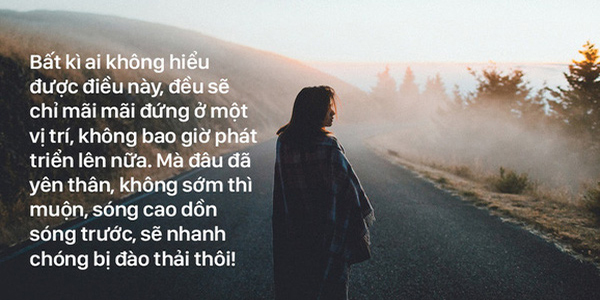 Bất kì ai không hiểu
được điều này, đều sẽ
chỉ mãi mãi đứng ở một
vị trí, không bao giờ phát
triển lên nữa. Mà đâu đã
yên thân, không sớm thì
muộn, sóng cao dồn
sóng trước, sẽ nhanh
chóng bị đào thải thôi!